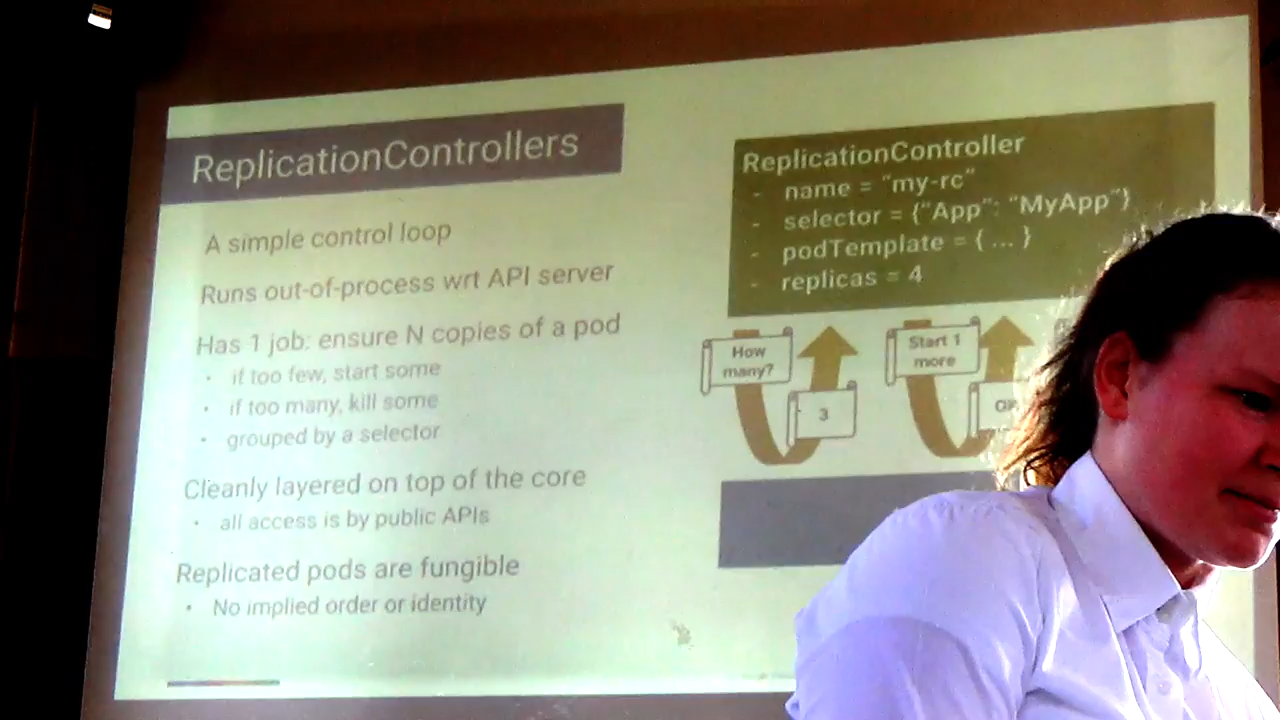 ReplicationControllers
A simple control loop
Runs out-of-process wrt API server
Has 1 job: ensure N copies of a pod
• if too few, start some
• if too many, kill some
• grouped by a selector
Cleanly layered on top of the core
• all access is by public APIs
Replicated pods are fungible
• No implied order or identity
ReplicationController
- name = "my-rc"
- selector = {"App": "MyApp"}
- podTemplate = { ... }
- replicas = 4
How
many?
3
Start 1
more